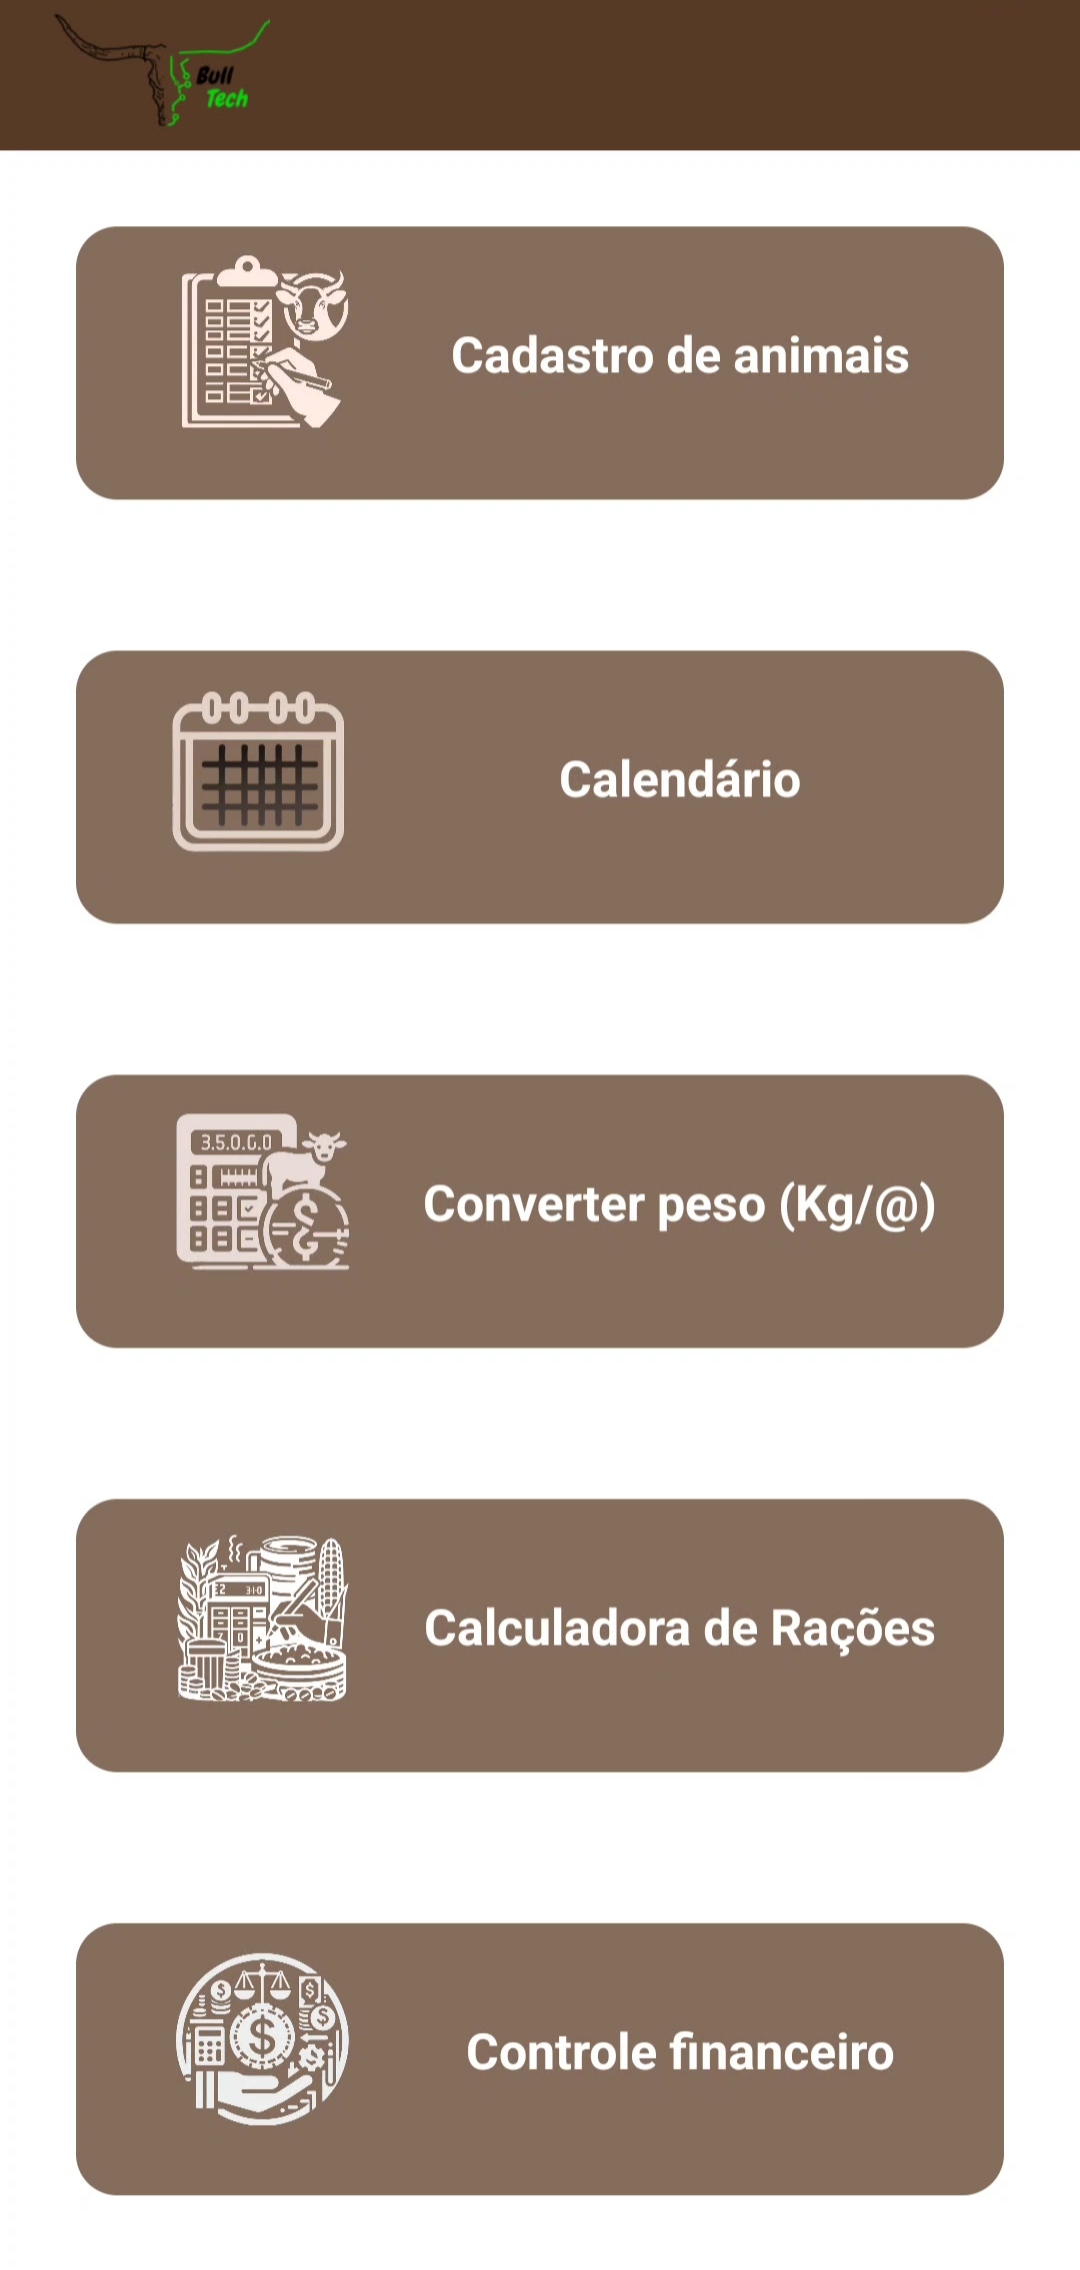 Bull
Tech
Cadastro de animais
Calendário
3.5.0.G.0
Converter peso (Kg/@)
Calculadora de Rações
Controle financeiro